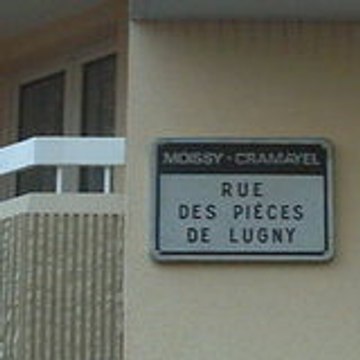 MOISSY - CRAMAYEL
RUE
DES PIÈCES
DE LUGNY